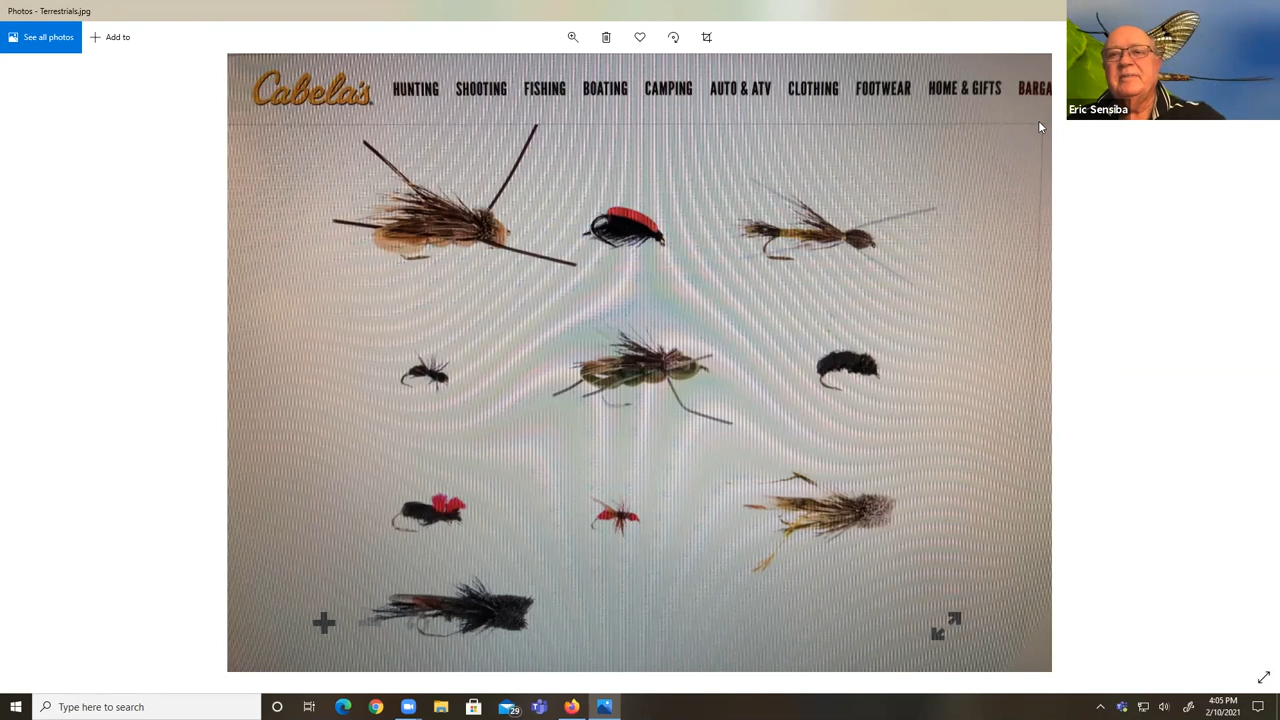 Photos - Terrestrials.jpg
See all photos
Add to
Cabela's
HUNTING SHOOTING FISHING BOATING CAMPING AUTO & ATV CLOTHING FOOTWEAR HOME & GIFTS BARGA
Eric Sensiba
Type here to search
29
4:05 PM
2/10/2021